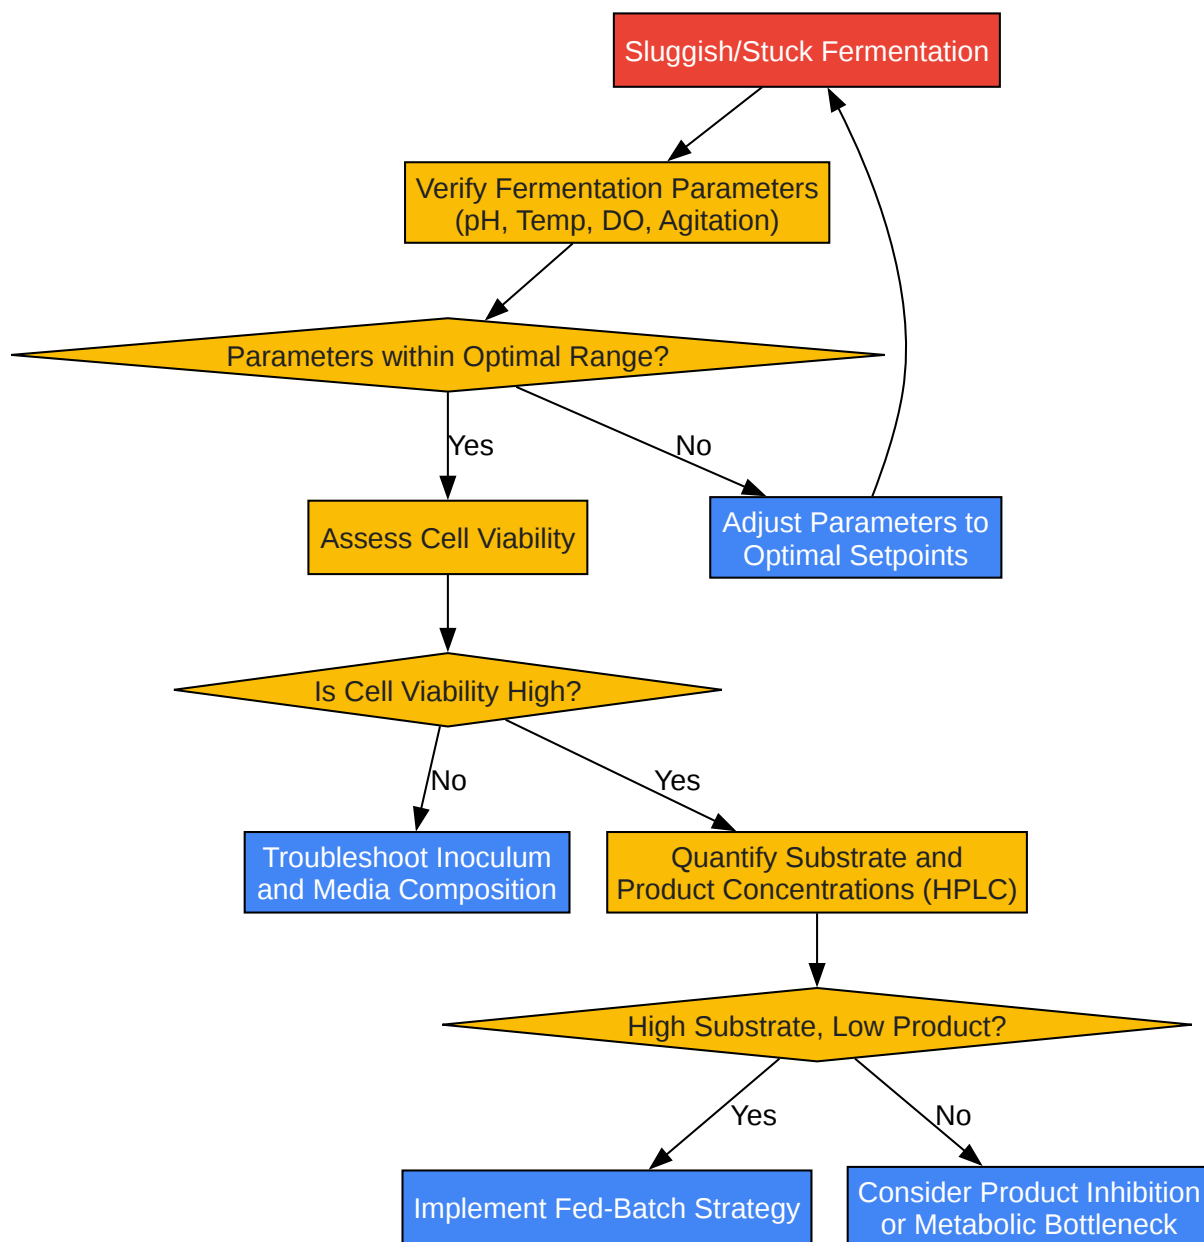 Sluggish/Stuck Fermentation
Verify Fermentation Parameters
(pH, Temp, DO, Agitation)
Parameters within Optimal Range?
Yes
No
Assess Cell Viability
Adjust Parameters to
Optimal Setpoints
Is Cell Viability High?
No
Yes
Troubleshoot Inoculum
and Media Composition
Quantify Substrate and
Product Concentrations (HPLC)
High Substrate, Low Product?
Yes
No
Implement Fed-Batch Strategy
Consider Product Inhibition
or Metabolic Bottleneck